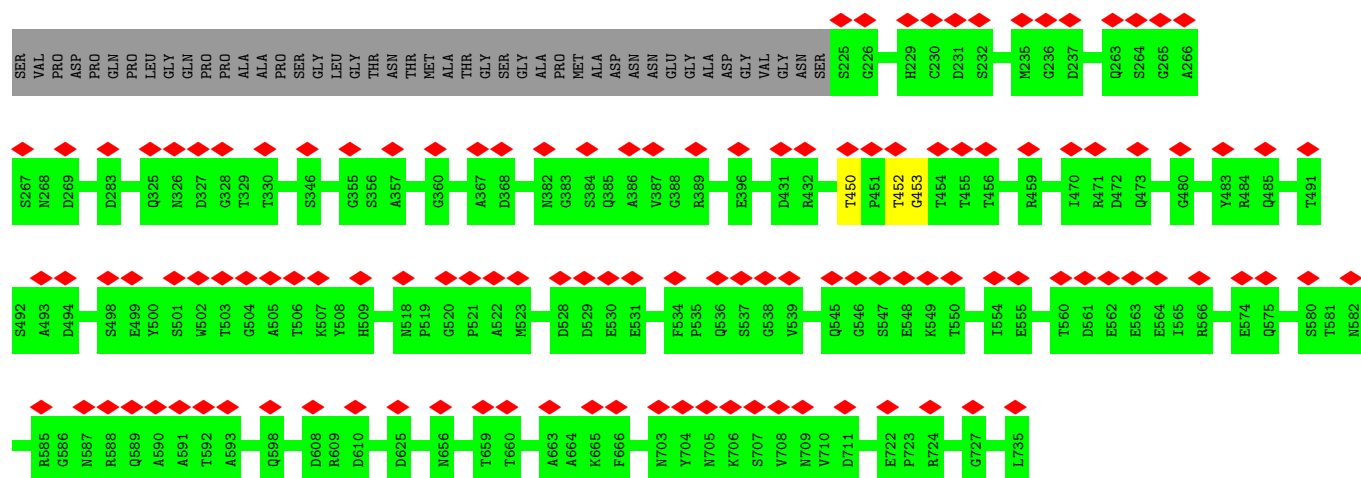 SER VAL PRO ASP PRO GLN PRO LEU GLY GLN PRO PRO ALA ALA PRO SER GLY LEU GLY THR ASN THR MET ALA THR GLY SER GLY ALA PRO MET ALA ASP ASN ASN GLU GLY ALA ASP GLY VAL GLY ASN SER S225 G226 H229 C230 D231 S232 M235 G236 D237 Q263 S264 G265 A266
S267 N268 D269 D283 Q325 N326 D327 G328 T329 T330 S346 G355 S356 A357 G360 A367 D368 N382 G383 S384 Q385 A386 V387 G388 R389 E396 D431 R432 T450 P451 T452 G453 T454 T455 T456 R459 I470 R471 D472 Q473 G480 Y483 R484 Q485 T491
S492 A493 D494 S498 E499 Y500 S501 W502 T503 G504 A505 T506 K507 Y508 H509 N518 P519 G520 P521 A522 M523 D528 D529 E530 E531 F534 P535 Q536 S537 G538 V539 Q545 G546 S547 E548 K549 T550 I554 E555 T560 D561 E562 E563 E564 I565 R566 E574 Q575 S580 T581 N582
R585 G586 N587 R588 Q589 A590 A591 T592 A593 Q598 D608 R609 D610 D625 N656 T659 T660 A663 A664 K665 F666 N703 Y704 N705 K706 S707 V708 N709 V710 D711 E722 P723 R724 G727 L735